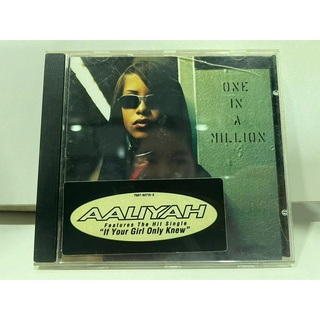 ONE
IN
A
MILLION
AALIYAH
Features The Hit Single
"If Your Girl Only Knew"